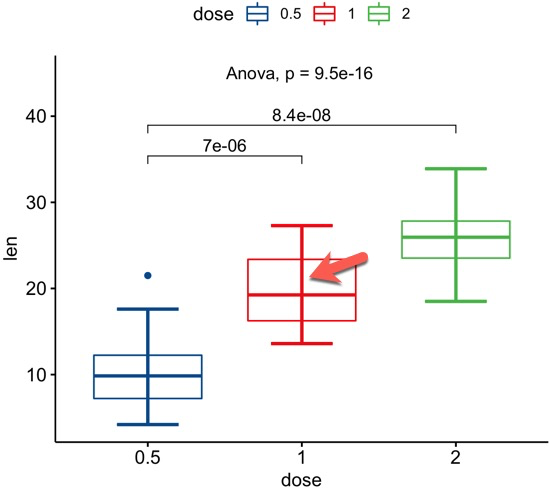 dose 0.5 1 2
Anova, p = 9.5e-16
8.4e-08
7e-06
len
40
30
20
10
0.5 1 2
dose